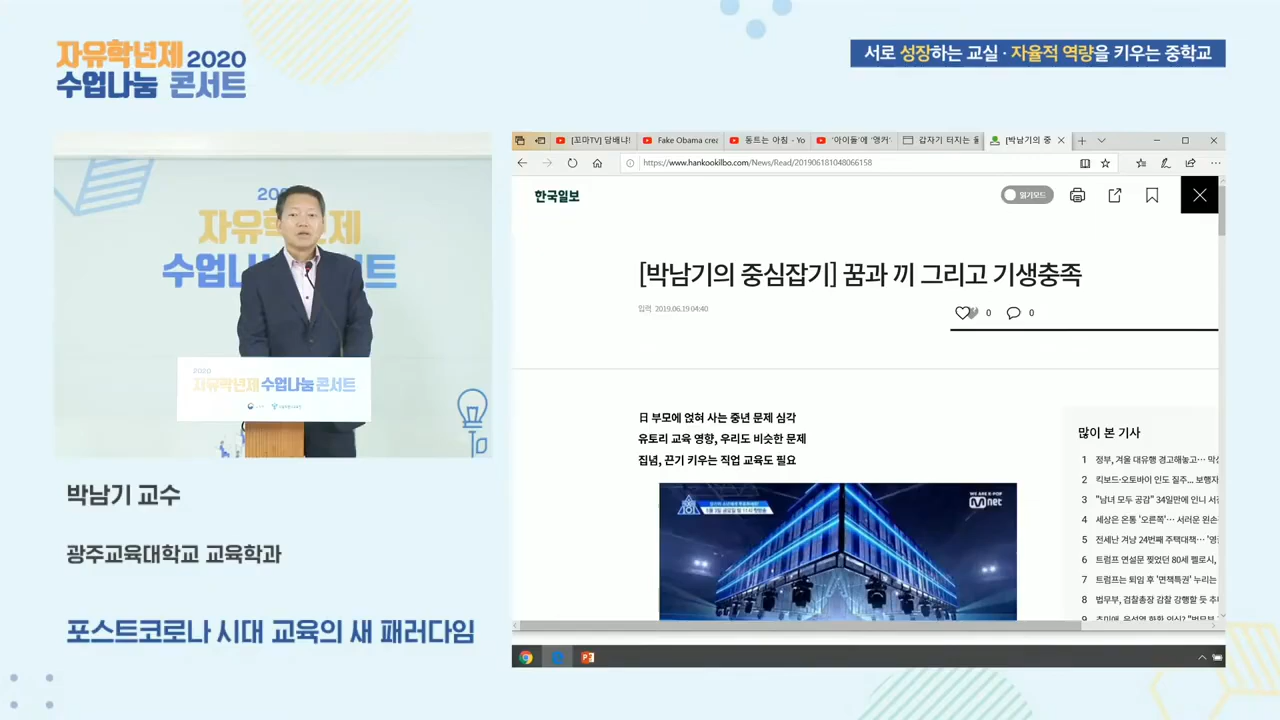 자유학년제 2020
수업나눔 콘서트
서로 성장하는 교실 · 자율적 역량을 키우는 중학교
자유학년제
수업나눔 콘서트
2020
자유학년제 수업나눔 콘서트
박남기 교수
광주교육대학교 교육학과
포스트코로나 시대 교육의 새 패러다임
[꼬마TV] 담배냐!
Fake Obama crea
동트는 아침 - Yo
'아이돌'에 '앵커'
갑자기 터지는 돌
[박남기의 중
https://www.hankookilbo.com/News/Read/201906181048066158
한국일보
읽기모드
[박남기의 중심잡기] 꿈과 끼 그리고 기생충족
입력 2019.06.19 04:40
0
0
日 부모에 얹혀 사는 중년 문제 심각
유토리 교육 영향, 우리도 비슷한 문제
집념, 끈기 키우는 직업 교육도 필요
WE ARE K-POP
Mnet
많이 본 기사
1 정부, 겨울 대유행 경고해놓고… 막상
2 킥보드·오토바이 인도 질주... 보행자
3 "남녀 모두 공감" 34일만에 인니 서
4 세상은 온통 '오른쪽'… 서러운 왼손
5 전세난 겨냥 24번째 주택대책… '영
6 트럼프 연설문 찢었던 80세 펠로시,
7 트럼프는 퇴임 후 '면책특권' 누리는
8 법무부, 검찰총장 감찰 강행할 듯